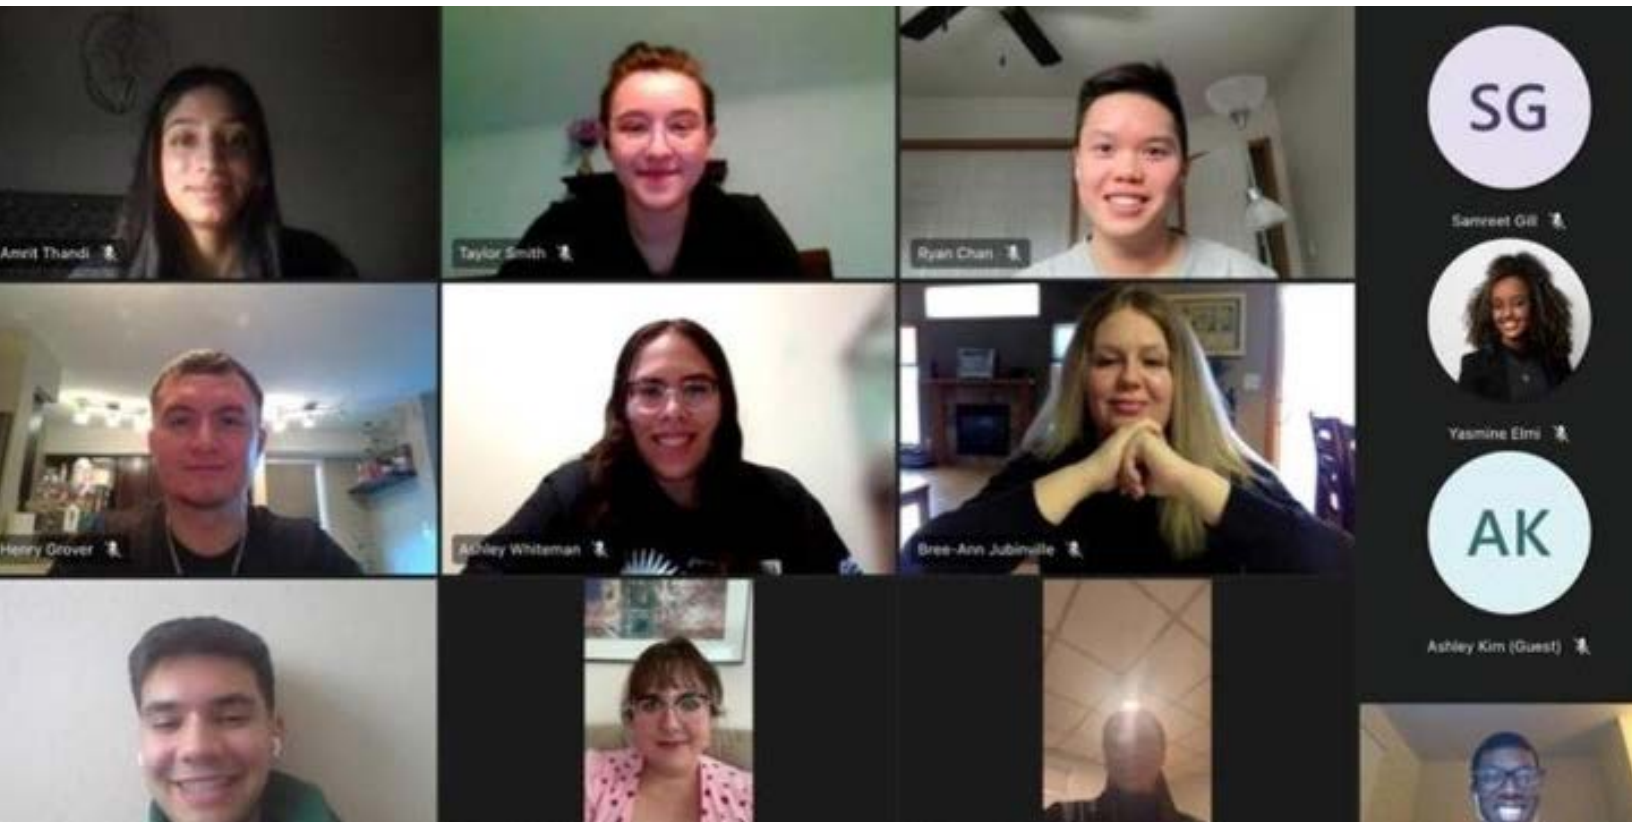 Amrit Thandi
Taylor Smith
Ryan Chan
SG
Samreet Gill
Yasmine Elmi
Henry Grover
Ashley Whiteman
Bree-Ann Jubinville
AK
Ashley Kim (Guest)